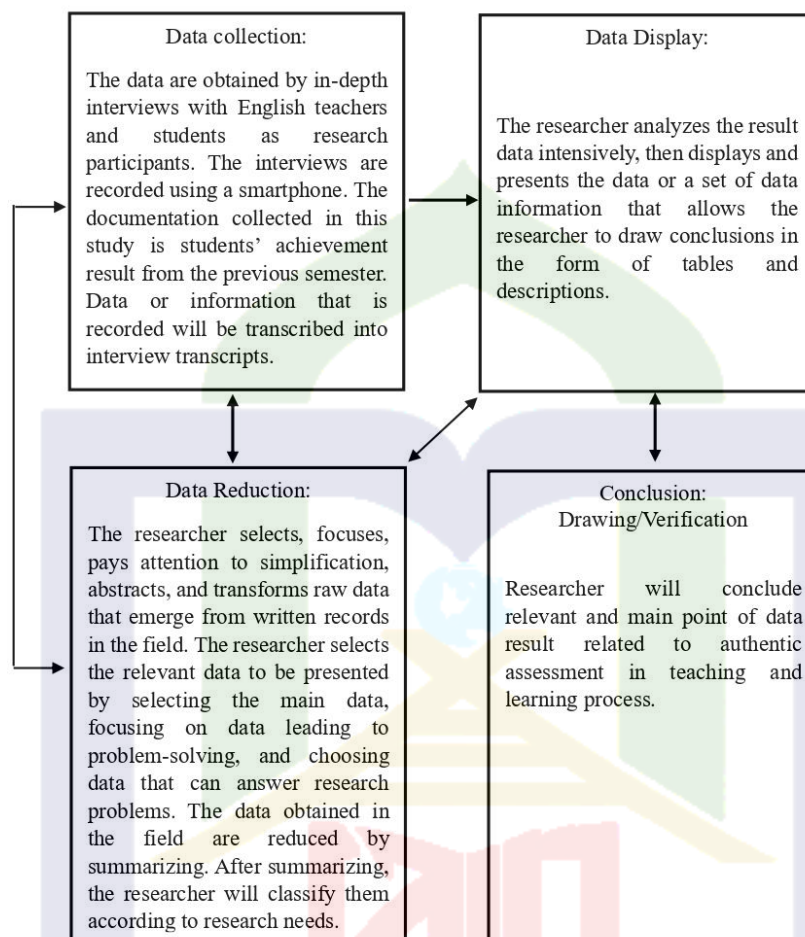 Data collection:
The data are obtained by in-depth
interviews with English teachers
and students as research
participants. The interviews are
recorded using a smartphone. The
documentation collected in this
study is students’ achievement
result from the previous semester.
Data or information that is
recorded will be transcribed into
interview transcripts.
Data Display:
The researcher analyzes the result
data intensively, then displays and
presents the data or a set of data
information that allows the
researcher to draw conclusions in
the form of tables and
descriptions.
Data Reduction:
The researcher selects, focuses,
pays attention to simplification,
abstracts, and transforms raw data
that emerge from written records
in the field. The researcher selects
the relevant data to be presented
by selecting the main data,
focusing on data leading to
problem-solving, and choosing
data that can answer research
problems. The data obtained in
the field are reduced by
summarizing. After summarizing,
the researcher will classify them
according to research needs.
Conclusion:
Drawing/Verification
Researcher will conclude
relevant and main point of data
result related to authentic
assessment in teaching and
learning process.